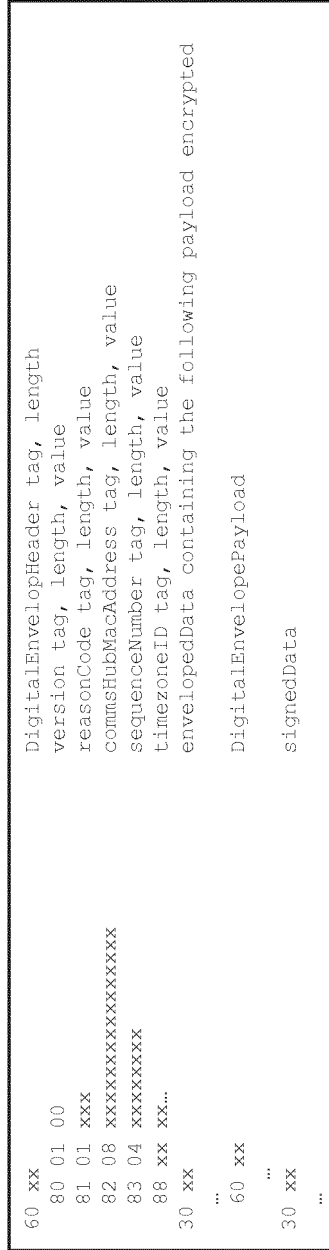 60 xx DigitalEnvelopHeader tag, length
80 01 00 version tag, length, value
81 01 xxx reasonCode tag, length, value
82 08 xxxxxxxxxxxxxxxx commsHubMacAddress tag, length, value
83 04 xxxxxxxx sequenceNumber tag, length, value
88 xx xx… timezoneID tag, length, value
30 xx envelopedData containing the following payload encrypted
…
60 xx DigitalEnvelopePayload
…
30 xx signedData
…